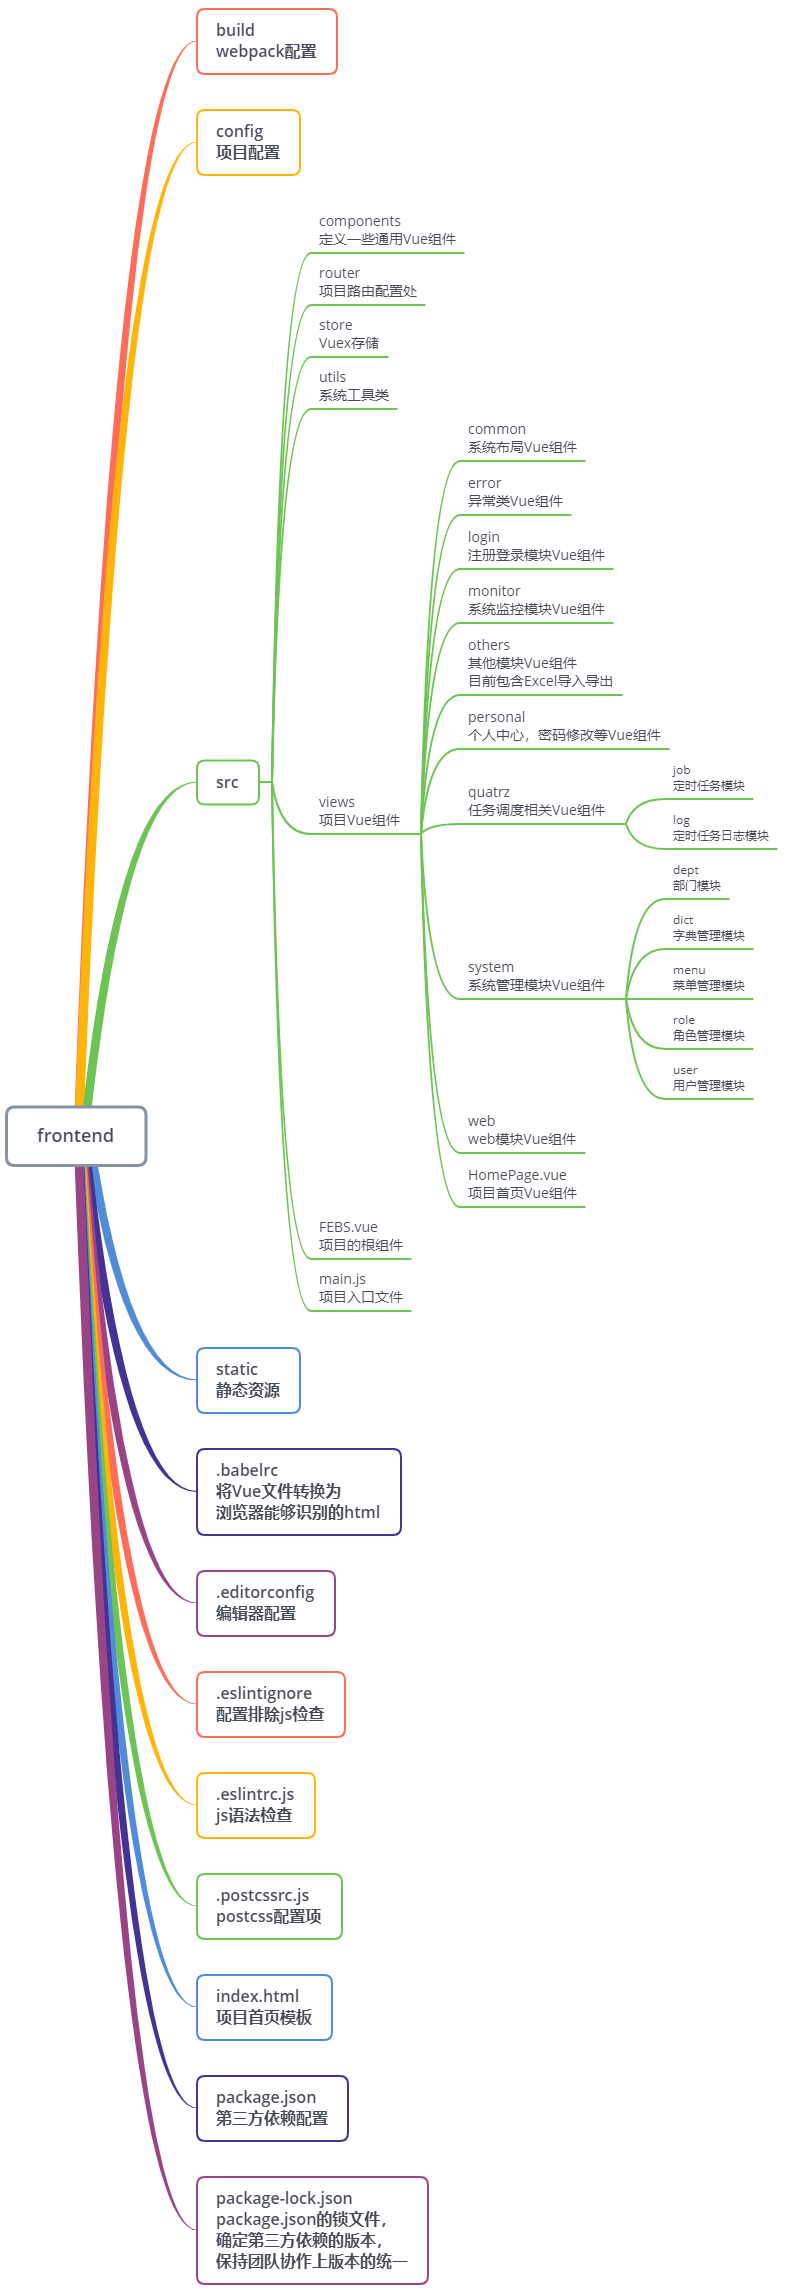 build
webpack配置
config
项目配置
components
定义一些通用Vue组件
router
项目路由配置处
store
Vuex存储
utils
系统工具类
common
系统布局Vue组件
error
异常类Vue组件
login
注册登录模块Vue组件
monitor
系统监控模块Vue组件
others
其他模块Vue组件
目前包含Excel导入导出
personal
个人中心，密码修改等Vue组件
job
定时任务模块
quatrz
任务调度相关Vue组件
log
定时任务日志模块
src
views
项目Vue组件
dept
部门模块
dict
字典管理模块
system
系统管理模块Vue组件
menu
菜单管理模块
role
角色管理模块
user
用户管理模块
frontend
web
web模块Vue组件
HomePage.vue
项目首页Vue组件
FEBS.vue
项目的根组件
main.js
项目入口文件
static
静态资源
.babelrc
将Vue文件转换为
浏览器能够识别的html
.editorconfig
编辑器配置
.eslintignore
配置排除js检查
.eslintrc.js
js语法检查
.postcssrc.js
postcss配置项
index.html
项目首页模板
package.json
第三方依赖配置
package-lock.json
package.json的锁文件，
确定第三方依赖的版本，
保持团队协作上版本的统一